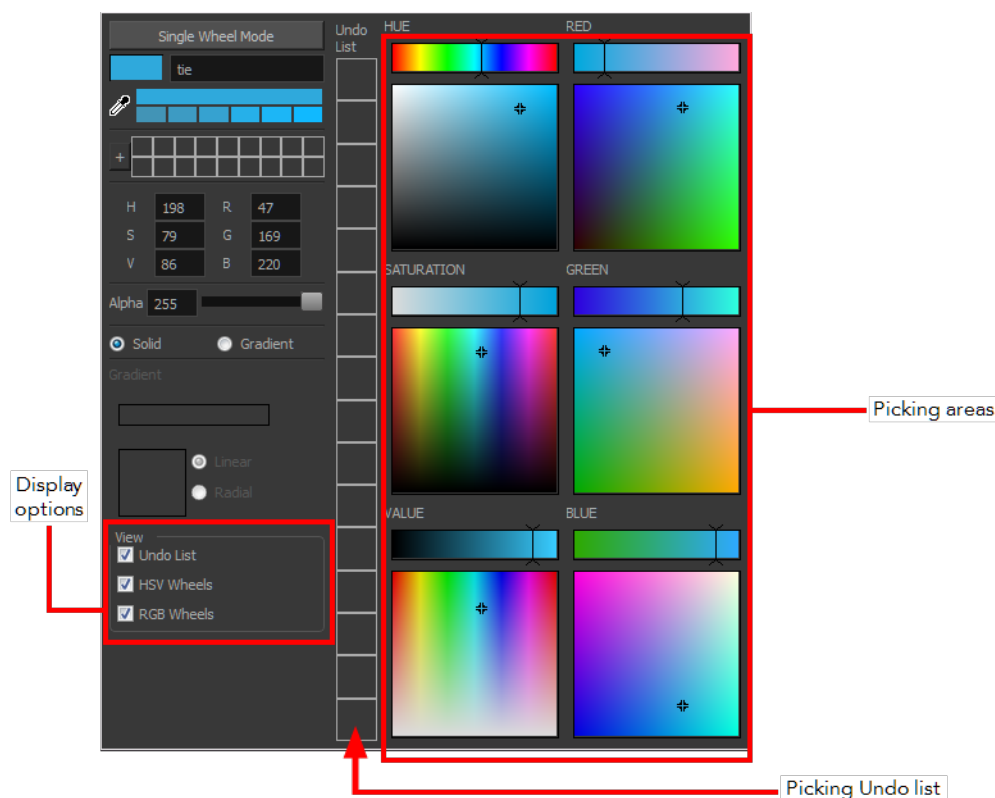 Single Wheel Mode
tie
+
H 198 R 47
S 79 G 169
V 86 B 220
Alpha 255
Solid Gradient
Gradient
Linear
Radial
View
Undo List
HSV Wheels
RGB Wheels
Undo
List
HUE
RED
SATURATION
GREEN
VALUE
BLUE
Display
options
Picking areas
Picking Undo list